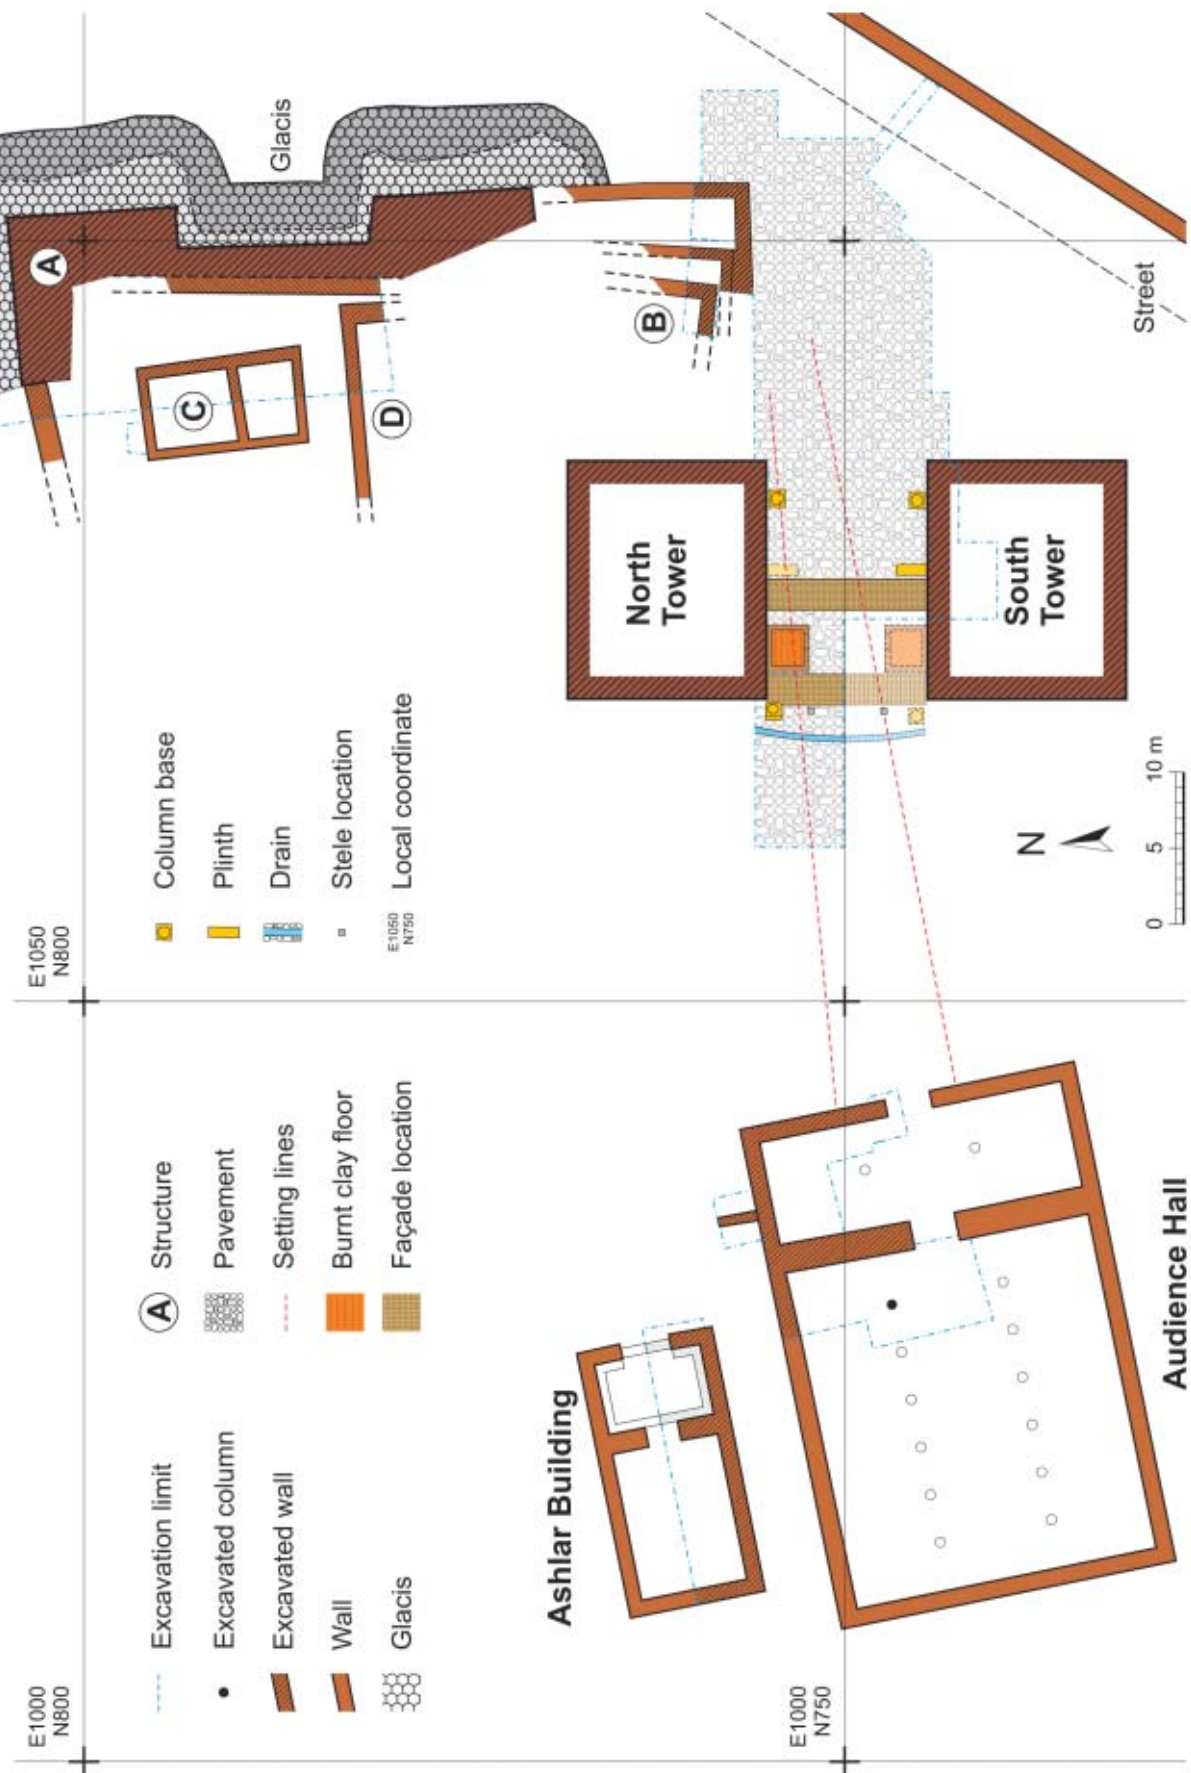 E1000
N800
E1050
N800
Excavation limit
Excavated column
Excavated wall
Wall
Glacis
A
Structure
Pavement
Setting lines
Burnt clay floor
Façade location
Column base
Plinth
Drain
Stele location
E1050
N750
Local coordinate
A
C
D
B
Glacis
Ashlar Building
North
Tower
South
Tower
Street
E1000
N750
Audience Hall
N
0
5
10 m